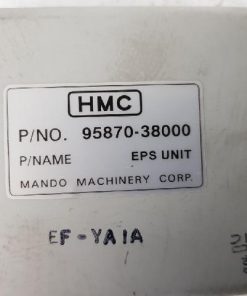 HMC
P/NO. 95870-38000
P/NAME EPS UNIT
MANDO MACHINERY CORP.
EF-YA1A